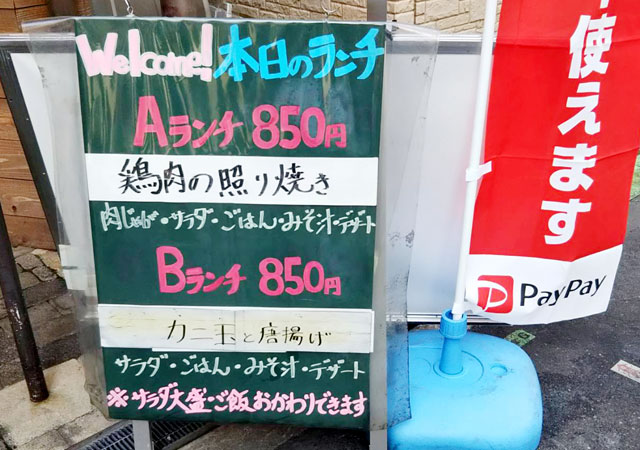 Welcome! 本日のランチ
Aランチ 850円
鶏肉の照り焼き
肉じゃが・サラダ・ごはん・みそ汁・デザート
Bランチ 850円
カニ玉と唐揚げ
サラダ・ごはん・みそ汁・デザート
※サラダ大盛・ご飯おかわりできます
使えます
PayPay